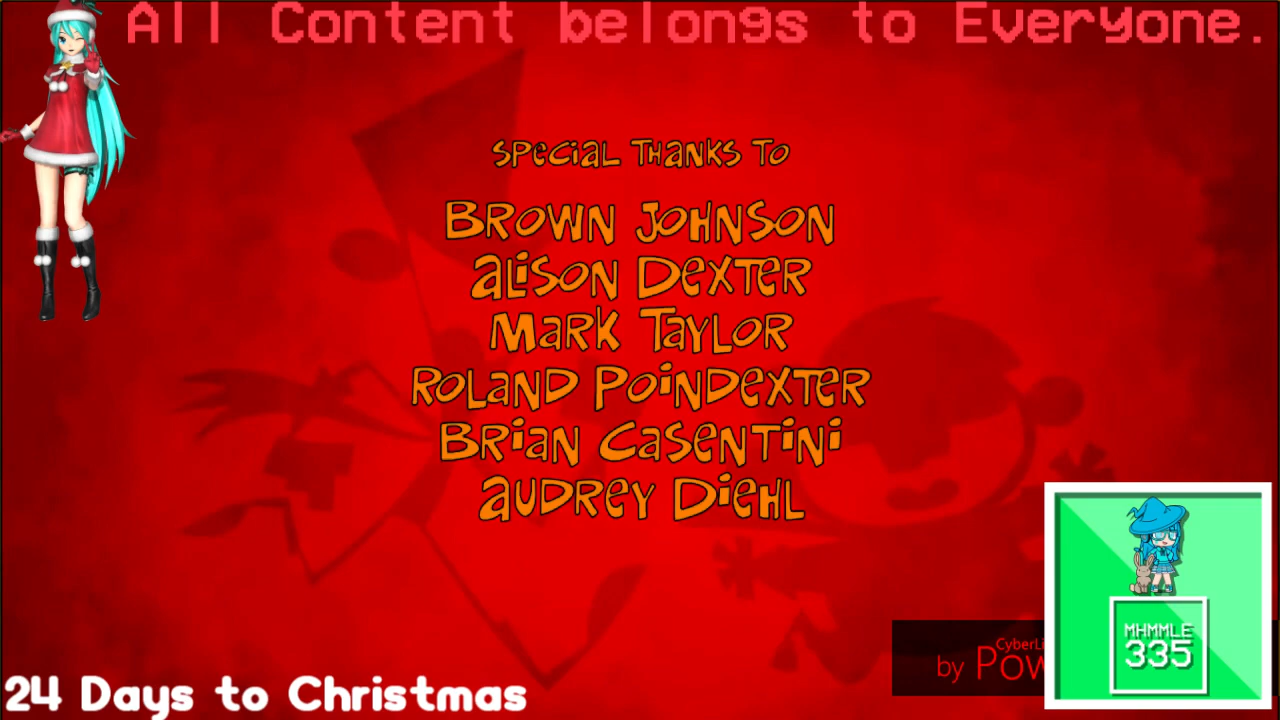 All Content belongs to Everyone.
SPECIAL THANKS TO
BROWN JOHNSON
ALISON DEXTER
MARK TAYLOR
ROLAND POINDEXTER
BRIAN CASENTINI
AUDREY DIEHL
MHMMLE
335
by
24 Days to Christmas